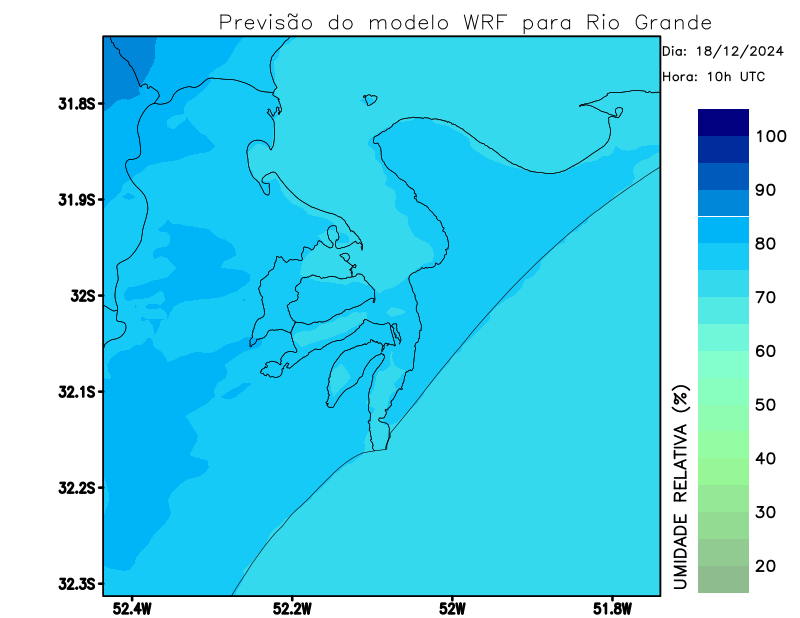 Previsão do modelo WRF para Rio Grande
Dia: 18/12/2024
Hora: 10h UTC
31.8S
31.9S
32S
32.1S
32.2S
32.3S
52.4W
52.2W
52W
51.8W
100
90
80
70
60
50
40
30
20
UMIDADE RELATIVA (%)